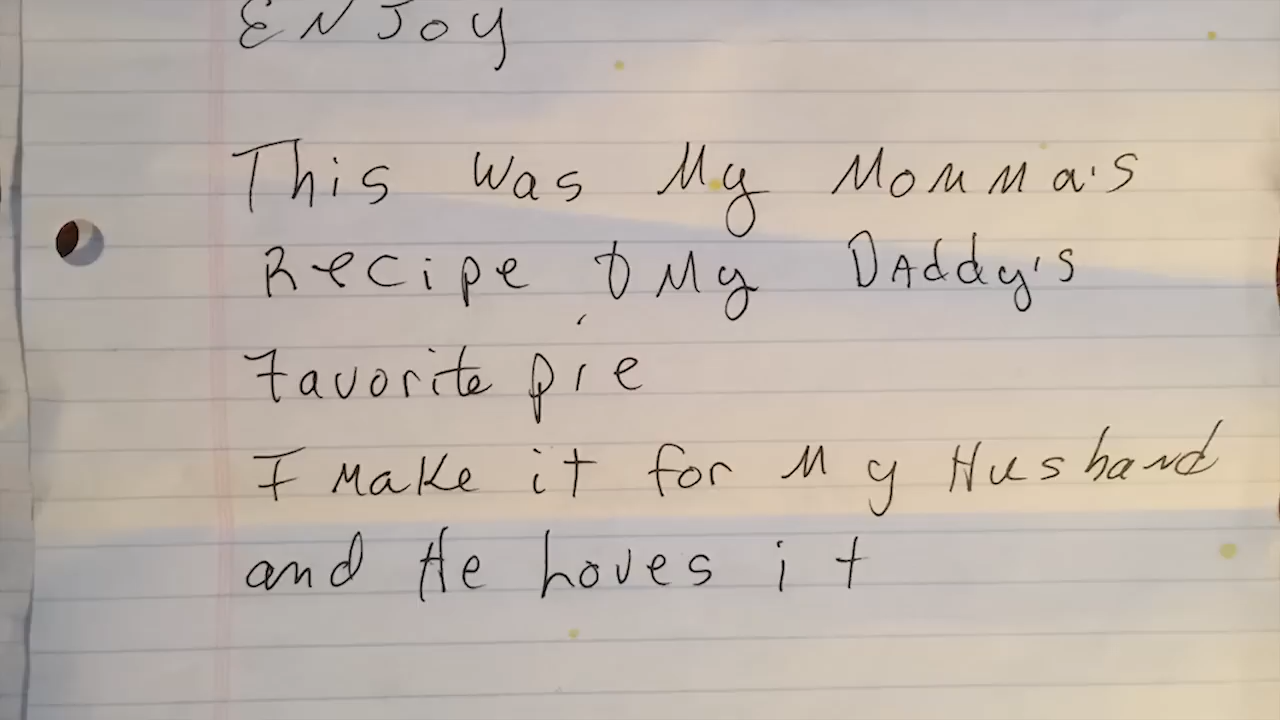 ENJOY
This was My Momma's
Recipe & My Daddy's
Favorite pie
I make it for My Husband
and He Loves it